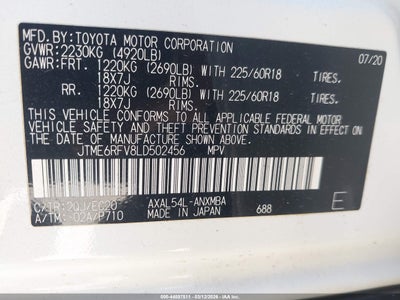 MFD.BY:TOYOTA MOTOR CORPORATION 07/20
GVWR:2230KG (4920LB)
GAWR:FRT. 1220KG (2690LB) WITH 225/60R18 TIRES.
18X7J RIMS.
RR. 1220KG (2690LB) WITH 225/60R18 TIRES.
18X7J RIMS.
THIS VEHICLE CONFORMS TO ALL APPLICABLE FEDERAL MOTOR
VEHICLE SAFETY AND BUMPER STANDARDS IN EFFECT ON
THE DATE OF MANUFACTURE SHOWN ABOVE.
JTME6RFV8LD502456 MPV
C/TR:2QJ/EC20 AXAL54L-ANXMBA
A/TM:-02A/P710 MADE IN JAPAN 688 E